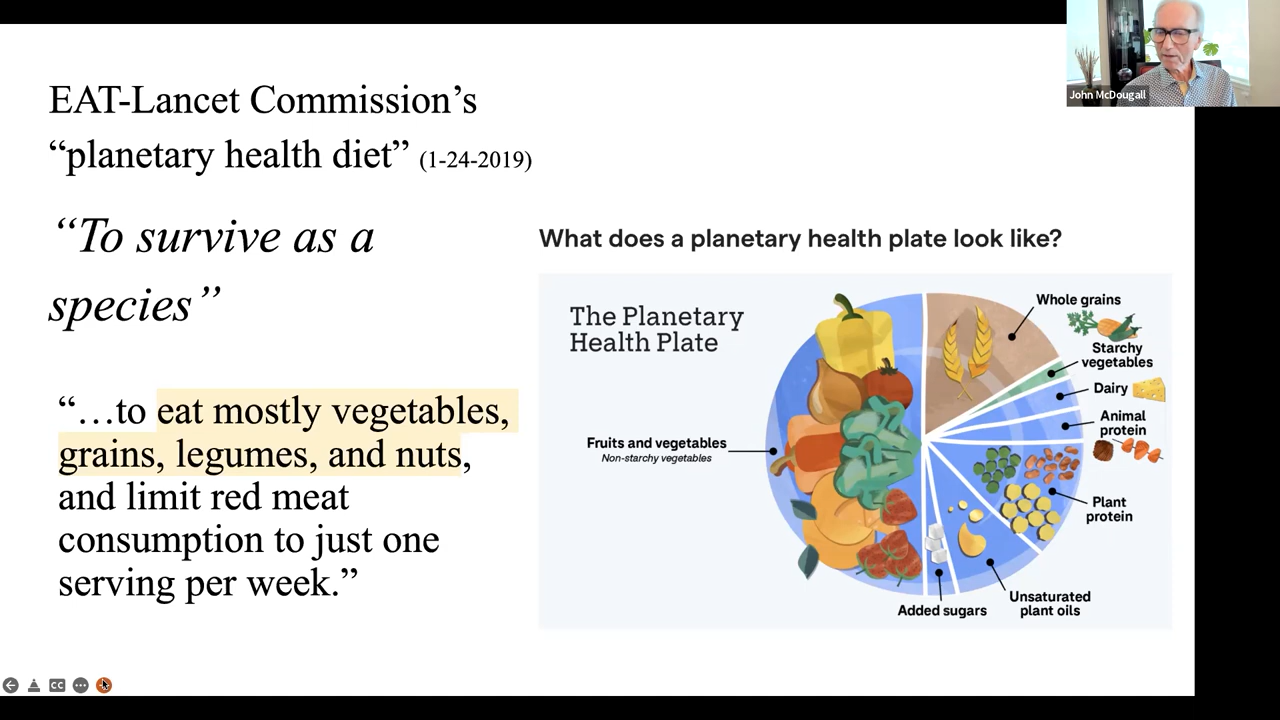 John McDougall
EAT-Lancet Commission’s
“planetary health diet” (1-24-2019)
“To survive as a
species”
“…to eat mostly vegetables,
grains, legumes, and nuts,
and limit red meat
consumption to just one
serving per week.”
What does a planetary health plate look like?
The Planetary
Health Plate
Whole grains
Starchy
vegetables
Dairy
Animal
protein
Fruits and vegetables
Non-starchy vegetables
Plant
protein
Unsaturated
plant oils
Added sugars
CC